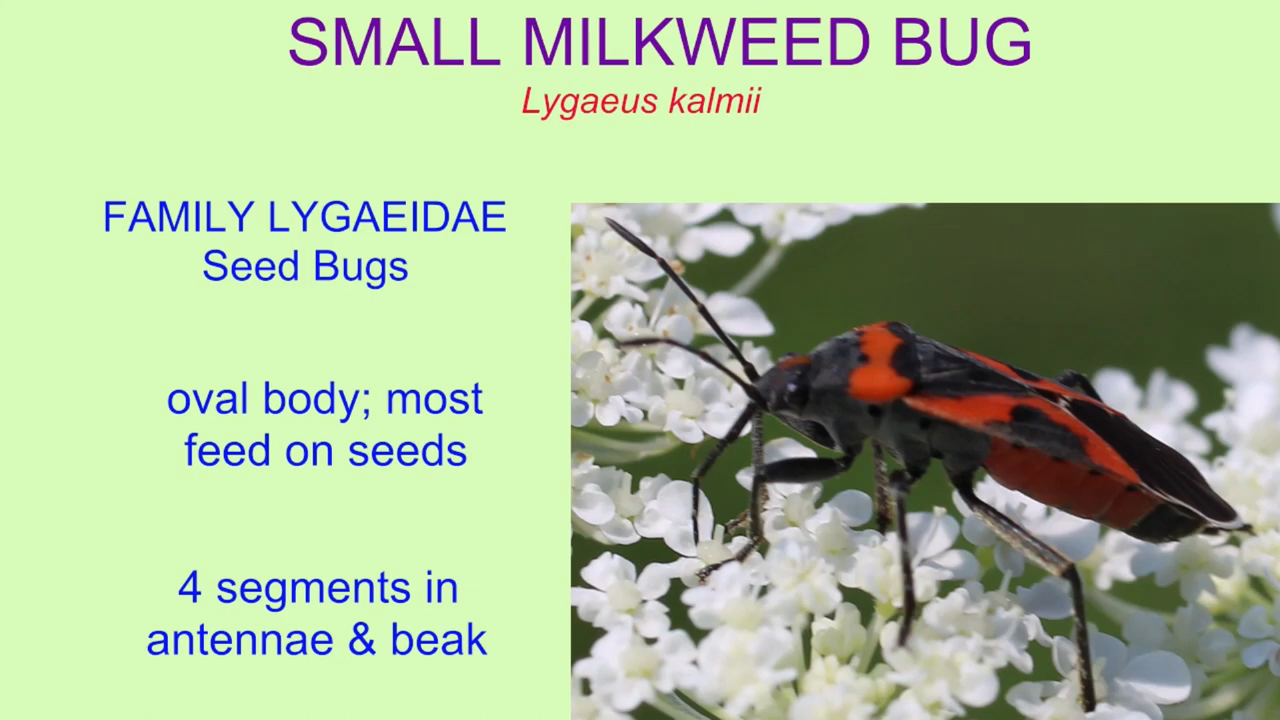 SMALL MILKWEED BUG
Lygaeus kalmii
FAMILY LYGAEIDAE
Seed Bugs
oval body; most
feed on seeds
4 segments in
antennae & beak